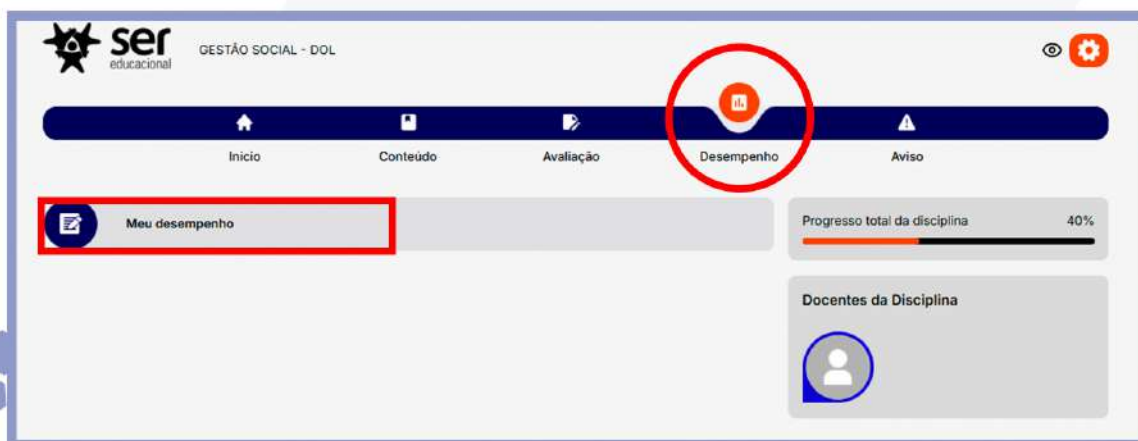 ser
educacional
GESTÃO SOCIAL - DOL
Inicio
Conteúdo
Avaliação
Desempenho
Aviso
Meu desempenho
Progresso total da disciplina 40%
Docentes da Disciplina